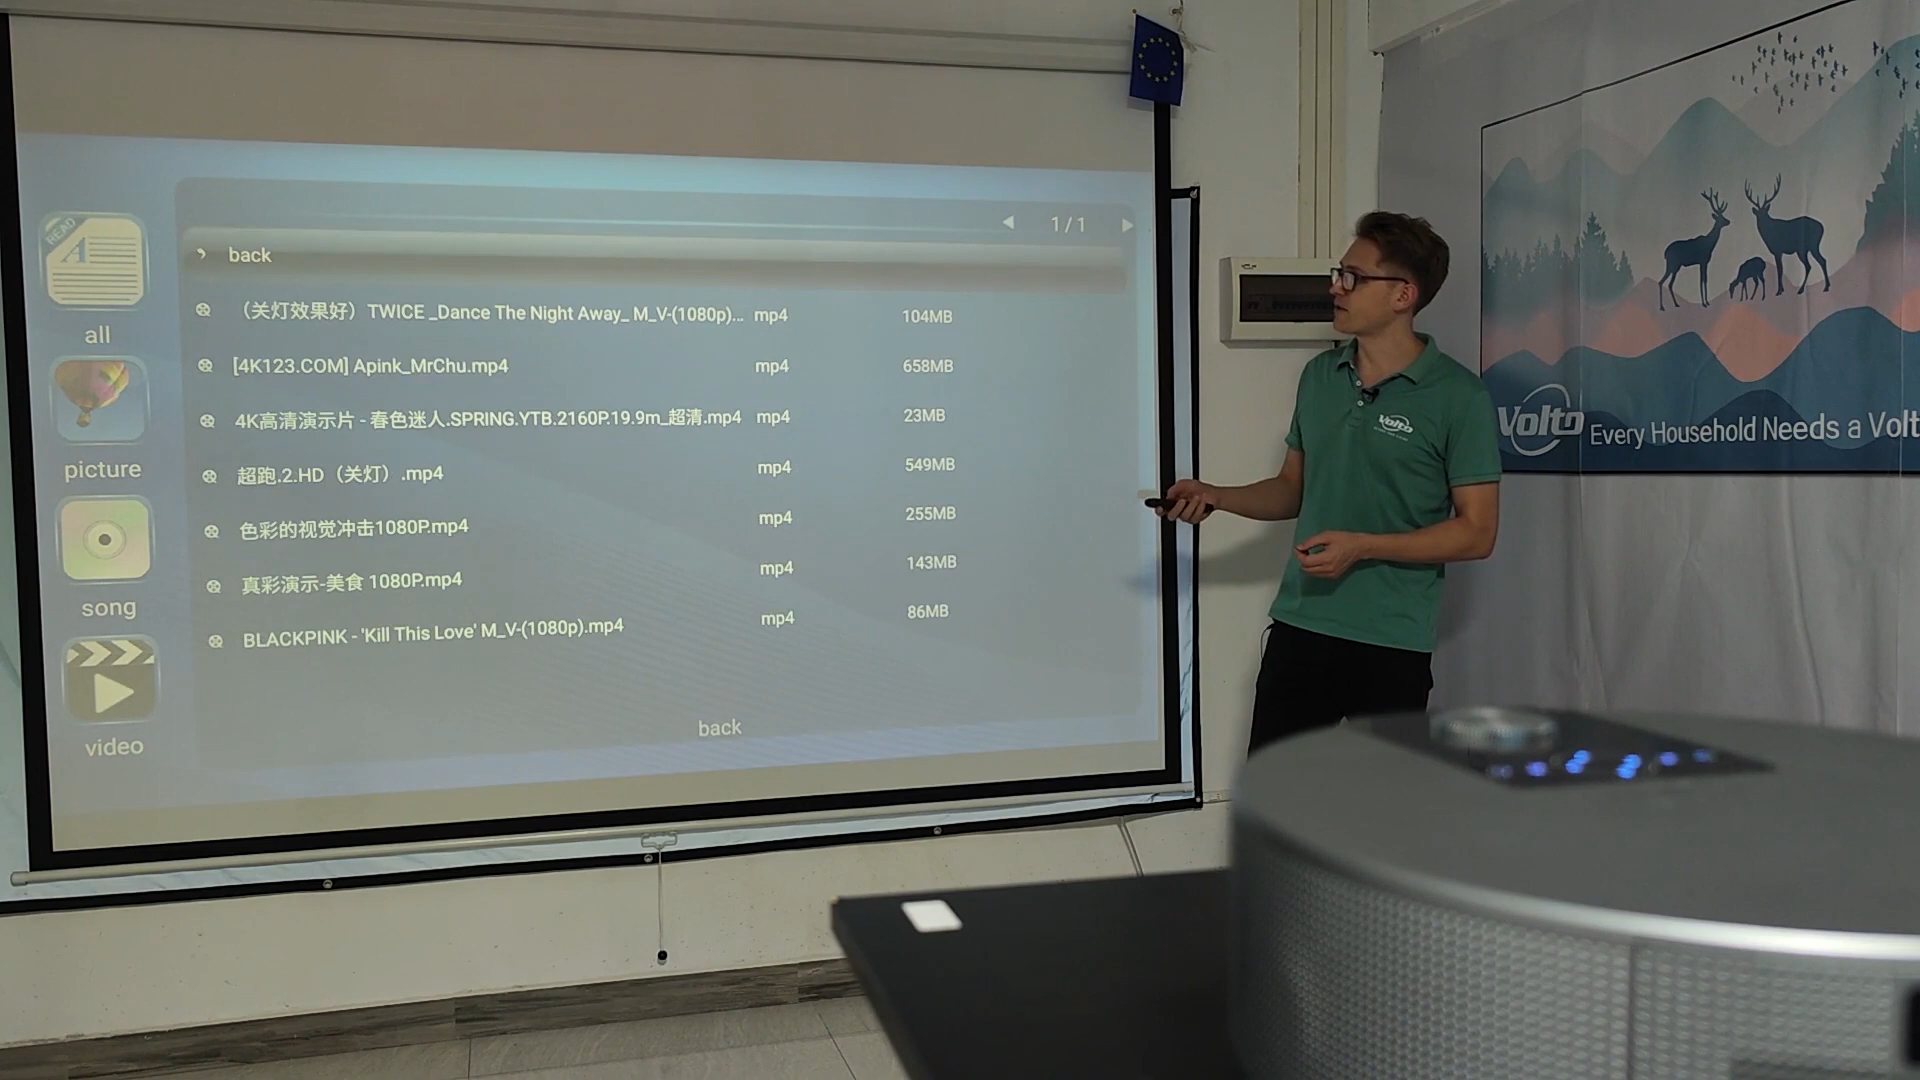 1/1
back
（关灯效果好）TWICE _Dance The Night Away_ M_V-(1080p)... mp4 104MB
[4K123.COM] Apink_MrChu.mp4 mp4 658MB
4K高清演示片 - 春色迷人.SPRING.YTB.2160P.19.9m_超清.mp4 mp4 23MB
超跑.2.HD（关灯）.mp4 mp4 549MB
色彩的视觉冲击1080P.mp4 mp4 255MB
真彩演示-美食 1080P.mp4 mp4 143MB
BLACKPINK - 'Kill This Love' M_V-(1080p).mp4 mp4 86MB
back
READ
A
all
picture
song
video
Volto
Volto
Every Household Needs a Volt